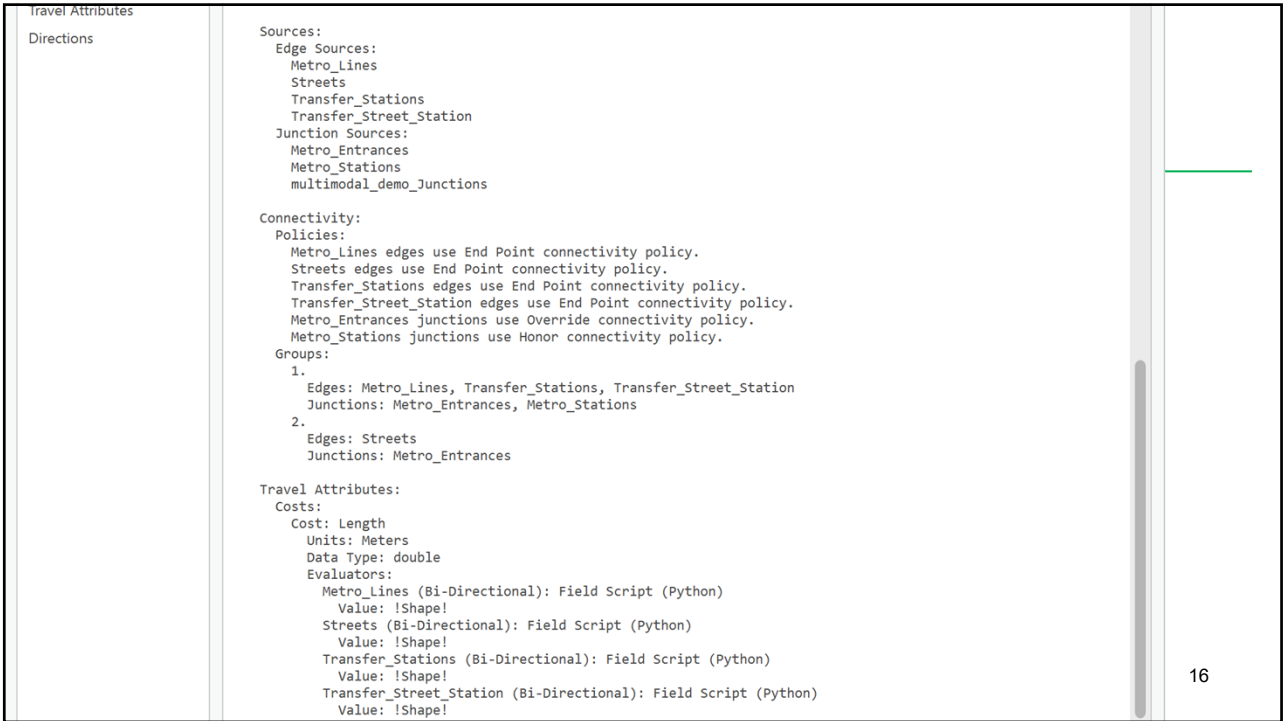 Travel Attributes
Directions
Sources:
Edge Sources:
Metro_Lines
Streets
Transfer_Stations
Transfer_Street_Station
Junction Sources:
Metro_Entrances
Metro_Stations
multimodal_demo_Junctions
Connectivity:
Policies:
Metro_Lines edges use End Point connectivity policy.
Streets edges use End Point connectivity policy.
Transfer_Stations edges use End Point connectivity policy.
Transfer_Street_Station edges use End Point connectivity policy.
Metro_Entrances junctions use Override connectivity policy.
Metro_Stations junctions use Honor connectivity policy.
Groups:
1.
Edges: Metro_Lines, Transfer_Stations, Transfer_Street_Station
Junctions: Metro_Entrances, Metro_Stations
2.
Edges: Streets
Junctions: Metro_Entrances
Travel Attributes:
Costs:
Cost: Length
Units: Meters
Data Type: double
Evaluators:
Metro_Lines (Bi-Directional): Field Script (Python)
Value: !Shape!
Streets (Bi-Directional): Field Script (Python)
Value: !Shape!
Transfer_Stations (Bi-Directional): Field Script (Python)
Value: !Shape!
Transfer_Street_Station (Bi-Directional): Field Script (Python)
Value: !Shape!
16